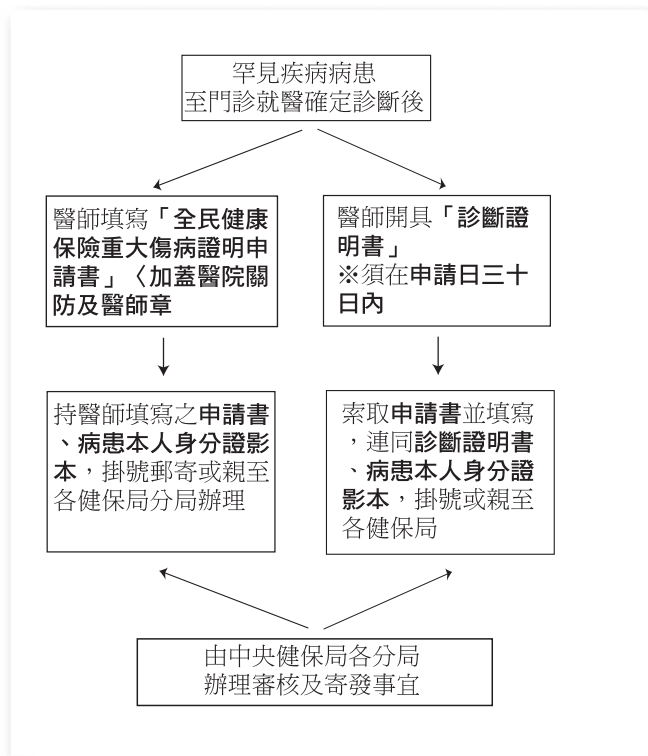 罕見疾病病患
至門診就醫確定診斷後
醫師填寫「全民健康
保險重大傷病證明申
請書」〈加蓋醫院關
防及醫師章
醫師開具「診斷證
明書」
※須在申請日三十
日內
持醫師填寫之申請書
、病患本人身分證影
本，掛號郵寄或親至
各健保局分局辦理
索取申請書並填寫
，連同診斷證明書
、病患本人身分證
影本，掛號或親至
各健保局
由中央健保局各分局
辦理審核及寄發事宜